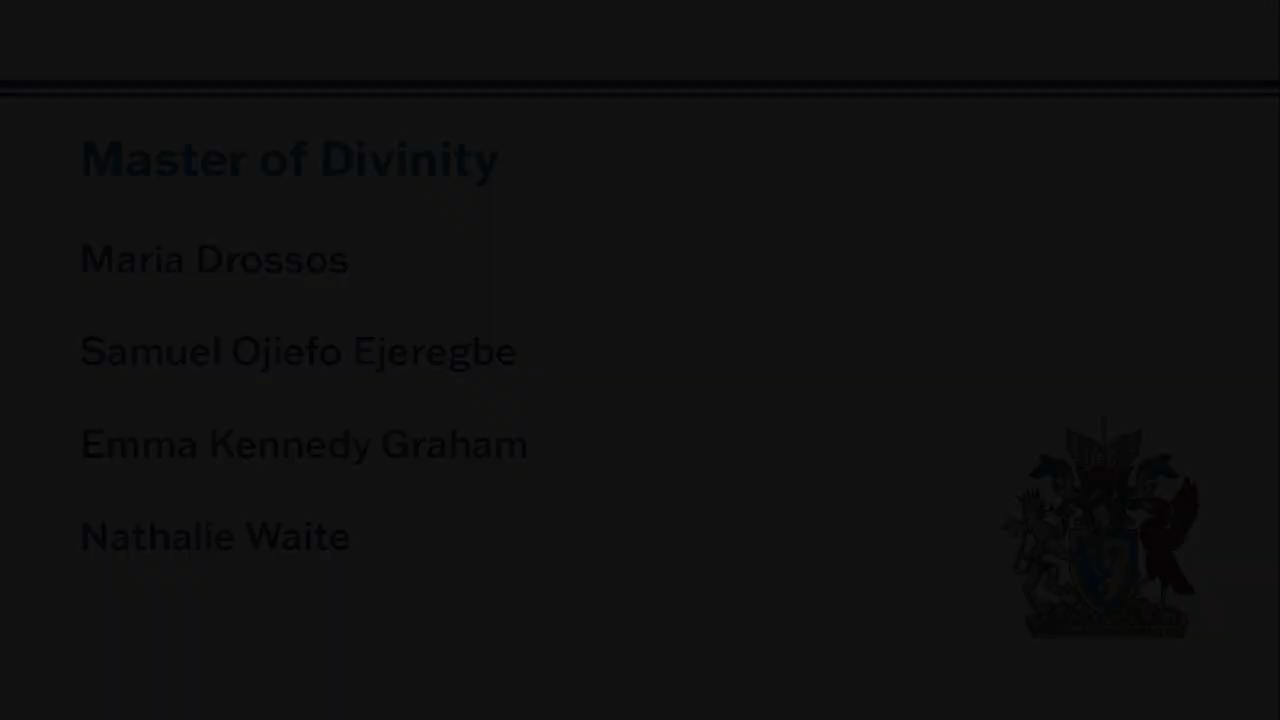 Master of Divinity
Maria Drossos
Samuel Ojiefo Ejeregbe
Emma Kennedy Graham
Nathalie Waite